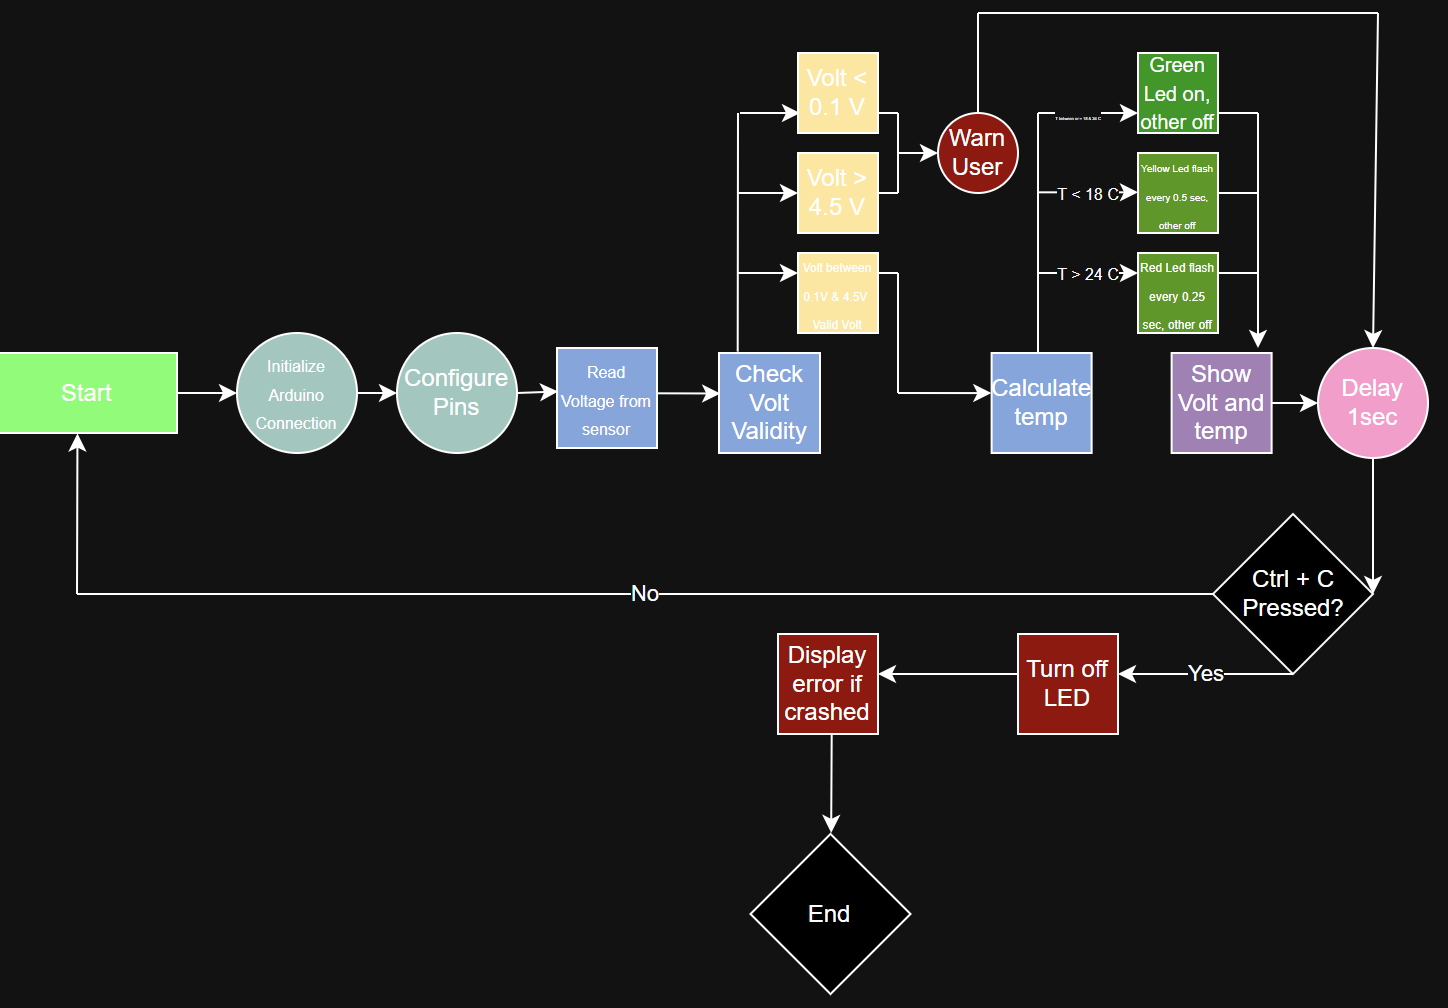 Start
Initialize
Arduino
Connection
Configure
Pins
Read
Voltage from
sensor
Check
Volt
Validity
Volt <
0.1 V
Volt >
4.5 V
Volt between
0.1V & 4.5V
Valid Volt
Warn
User
Calculate
temp
T < 18 C
T > 24 C
Green
Led on,
other off
Yellow Led flash
every 0.5 sec,
other off
Red Led flash
every 0.25
sec, other off
Show
Volt and
temp
Delay
1sec
Ctrl + C
Pressed?
No
Yes
Turn off
LED
Display
error if
crashed
End